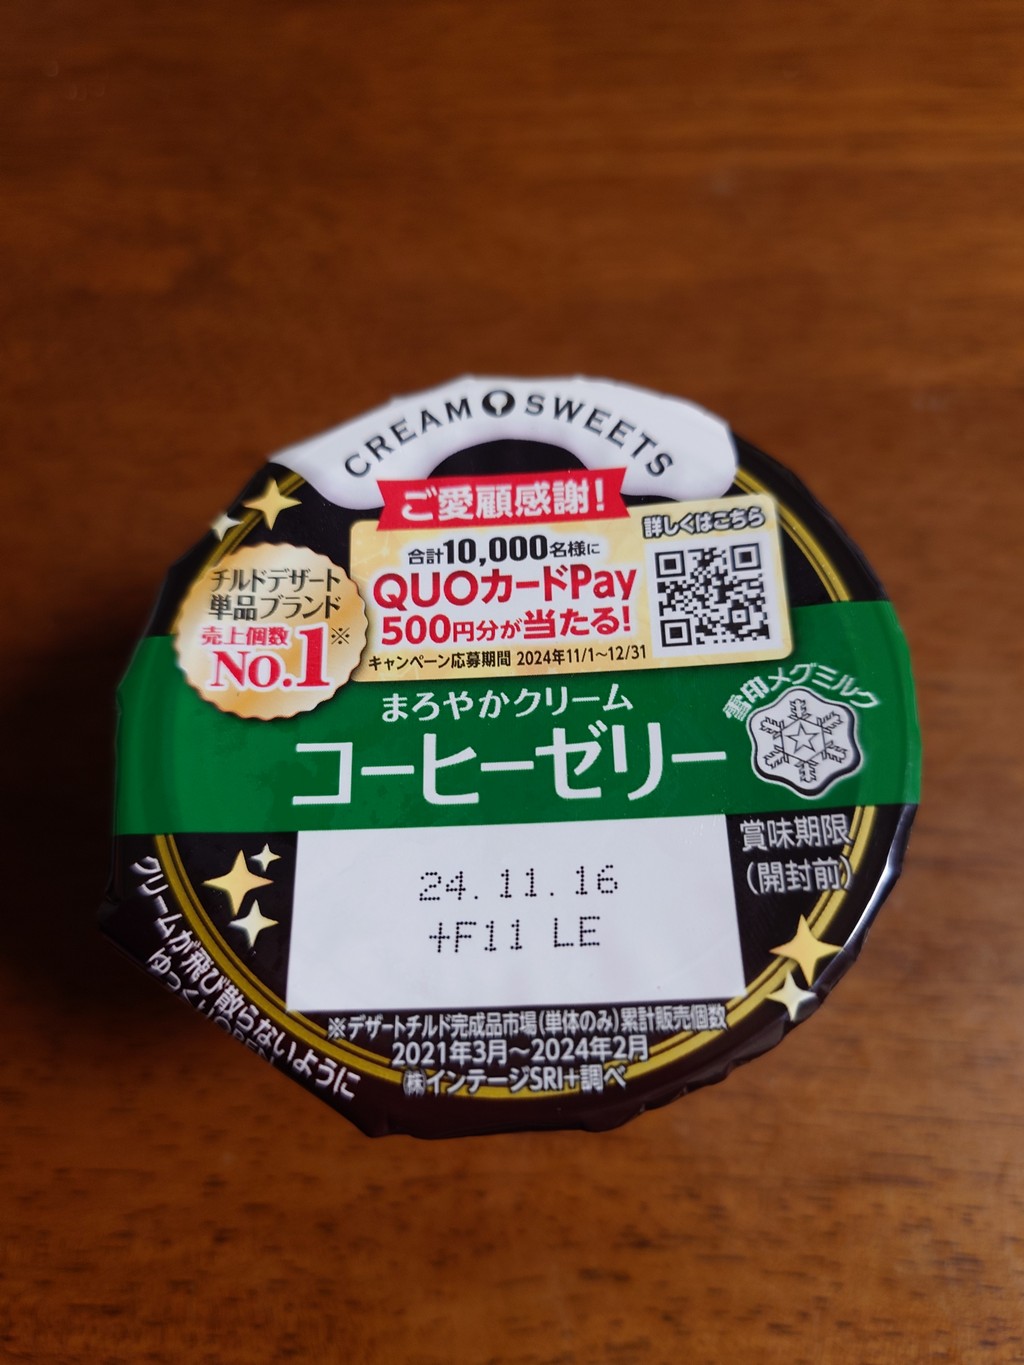 CREAM SWEETS
ご愛顧感謝!
詳しくはこちら
合計10,000名様に
QUOカードPay
500円分が当たる!
キャンペーン応募期間 2024年11/1~12/31
チルドデザート
単品ブランド
売上個数
No.1※
まろやかクリーム
コーヒーゼリー
雪印メグミルク
賞味期限
(開封前)
24.11.16
+F11 LE
クリームが飛び散らないように
ゆっくりOPEN
※デザートチルド完成品市場(単体のみ)累計販売個数
2021年3月~2024年2月
㈱インテージSRI+調べ